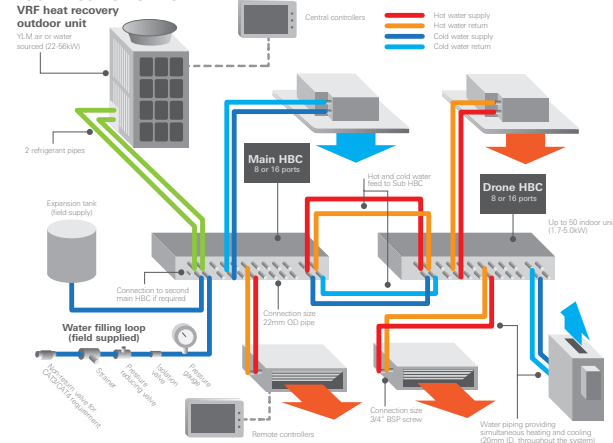 VRF heat recovery
outdoor unit
YLM air or water
sourced (22-56kW)
Central controllers
Hot water supply
Hot water return
Cold water supply
Cold water return
2 refrigerant pipes
Main HBC
8 or 16 ports
Hot and cold water
feed to Sub HBC
Drone HBC
8 or 16 ports
Expansion tank
(field supply)
Up to 50 indoor uni
(1.7-5.0kW)
Connection to second
main HBC if required
Connection size
22mm OD pipe
Water filling loop
(field supplied)
Non-return valve for
CAT3/CAT4 requirement
Strainer
Pressure
reducing valve
Isolation
valve
Pressure
gauge
Connection size
3/4" BSP screw
Remote controllers
Water piping providing
simultaneous heating and cooling
(20mm ID, throughout the system)